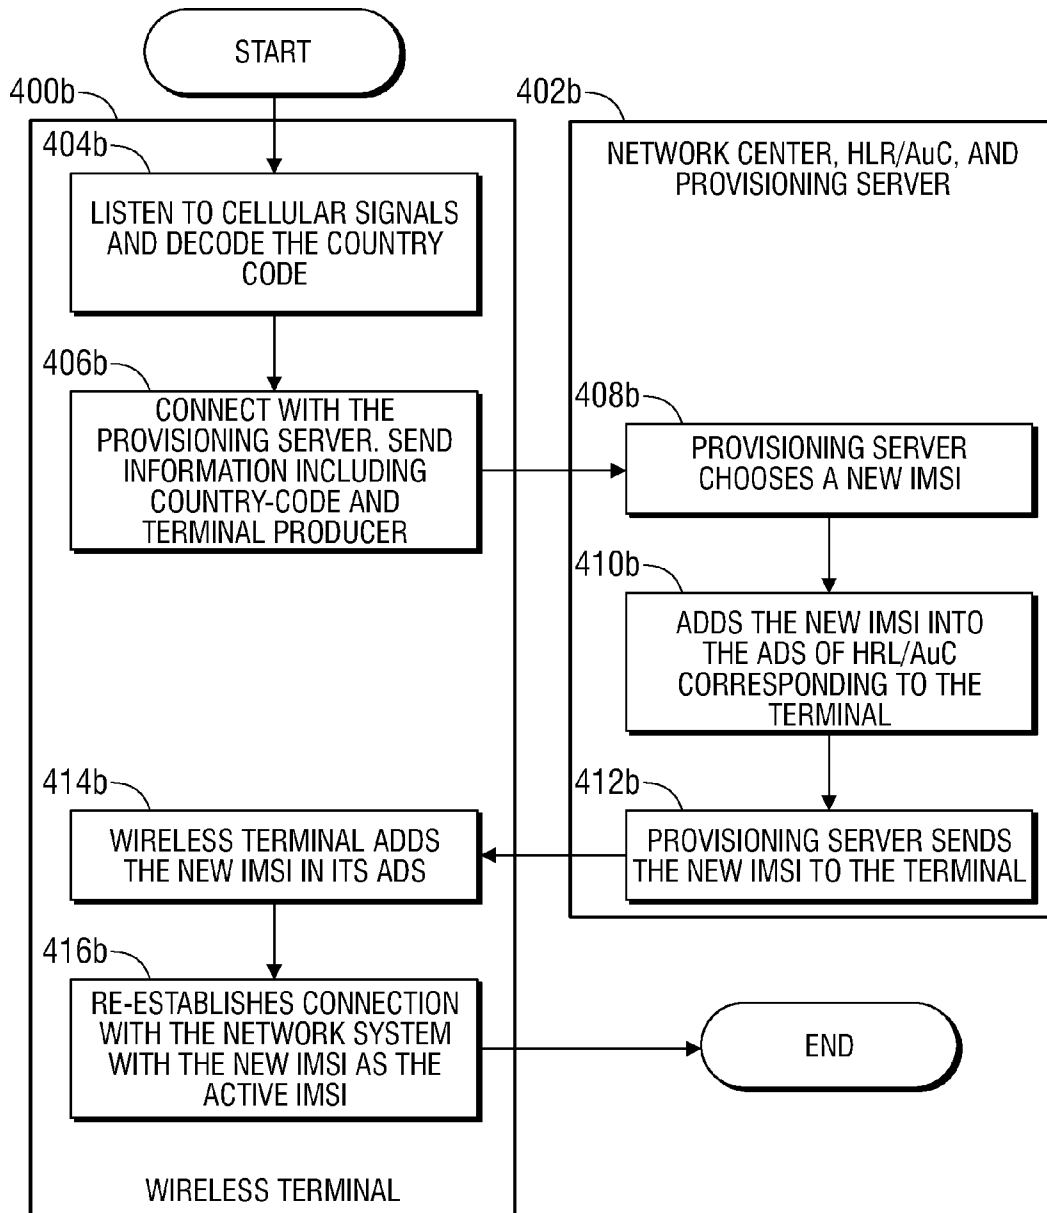 START
400b
404b
LISTEN TO CELLULAR SIGNALS
AND DECODE THE COUNTRY
CODE
406b
CONNECT WITH THE
PROVISIONING SERVER. SEND
INFORMATION INCLUDING
COUNTRY-CODE AND
TERMINAL PRODUCER
402b
NETWORK CENTER, HLR/AuC, AND
PROVISIONING SERVER
408b
PROVISIONING SERVER
CHOOSES A NEW IMSI
410b
ADDS THE NEW IMSI INTO
THE ADS OF HRL/AuC
CORRESPONDING TO THE
TERMINAL
412b
PROVISIONING SERVER SENDS
THE NEW IMSI TO THE TERMINAL
414b
WIRELESS TERMINAL ADDS
THE NEW IMSI IN ITS ADS
416b
RE-ESTABLISHES CONNECTION
WITH THE NETWORK SYSTEM
WITH THE NEW IMSI AS THE
ACTIVE IMSI
END
WIRELESS TERMINAL